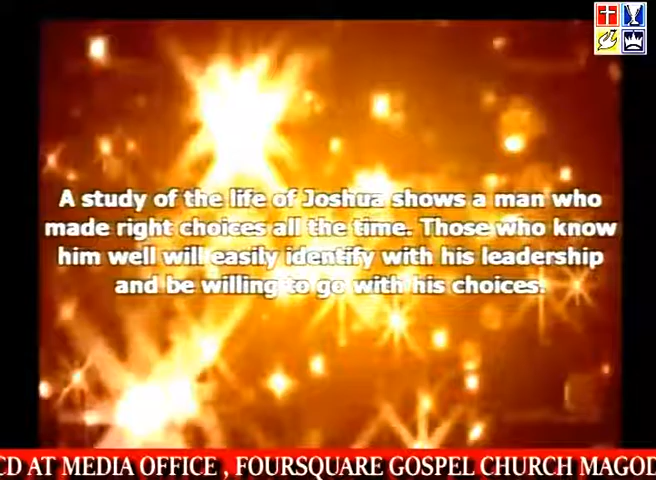 A study of the life of Joshua shows a man who
made right choices all the time. Those who know
him well will easily identify with his leadership
and be willing to go with his choices.
CD AT MEDIA OFFICE , FOURSQUARE GOSPEL CHURCH MAGOD